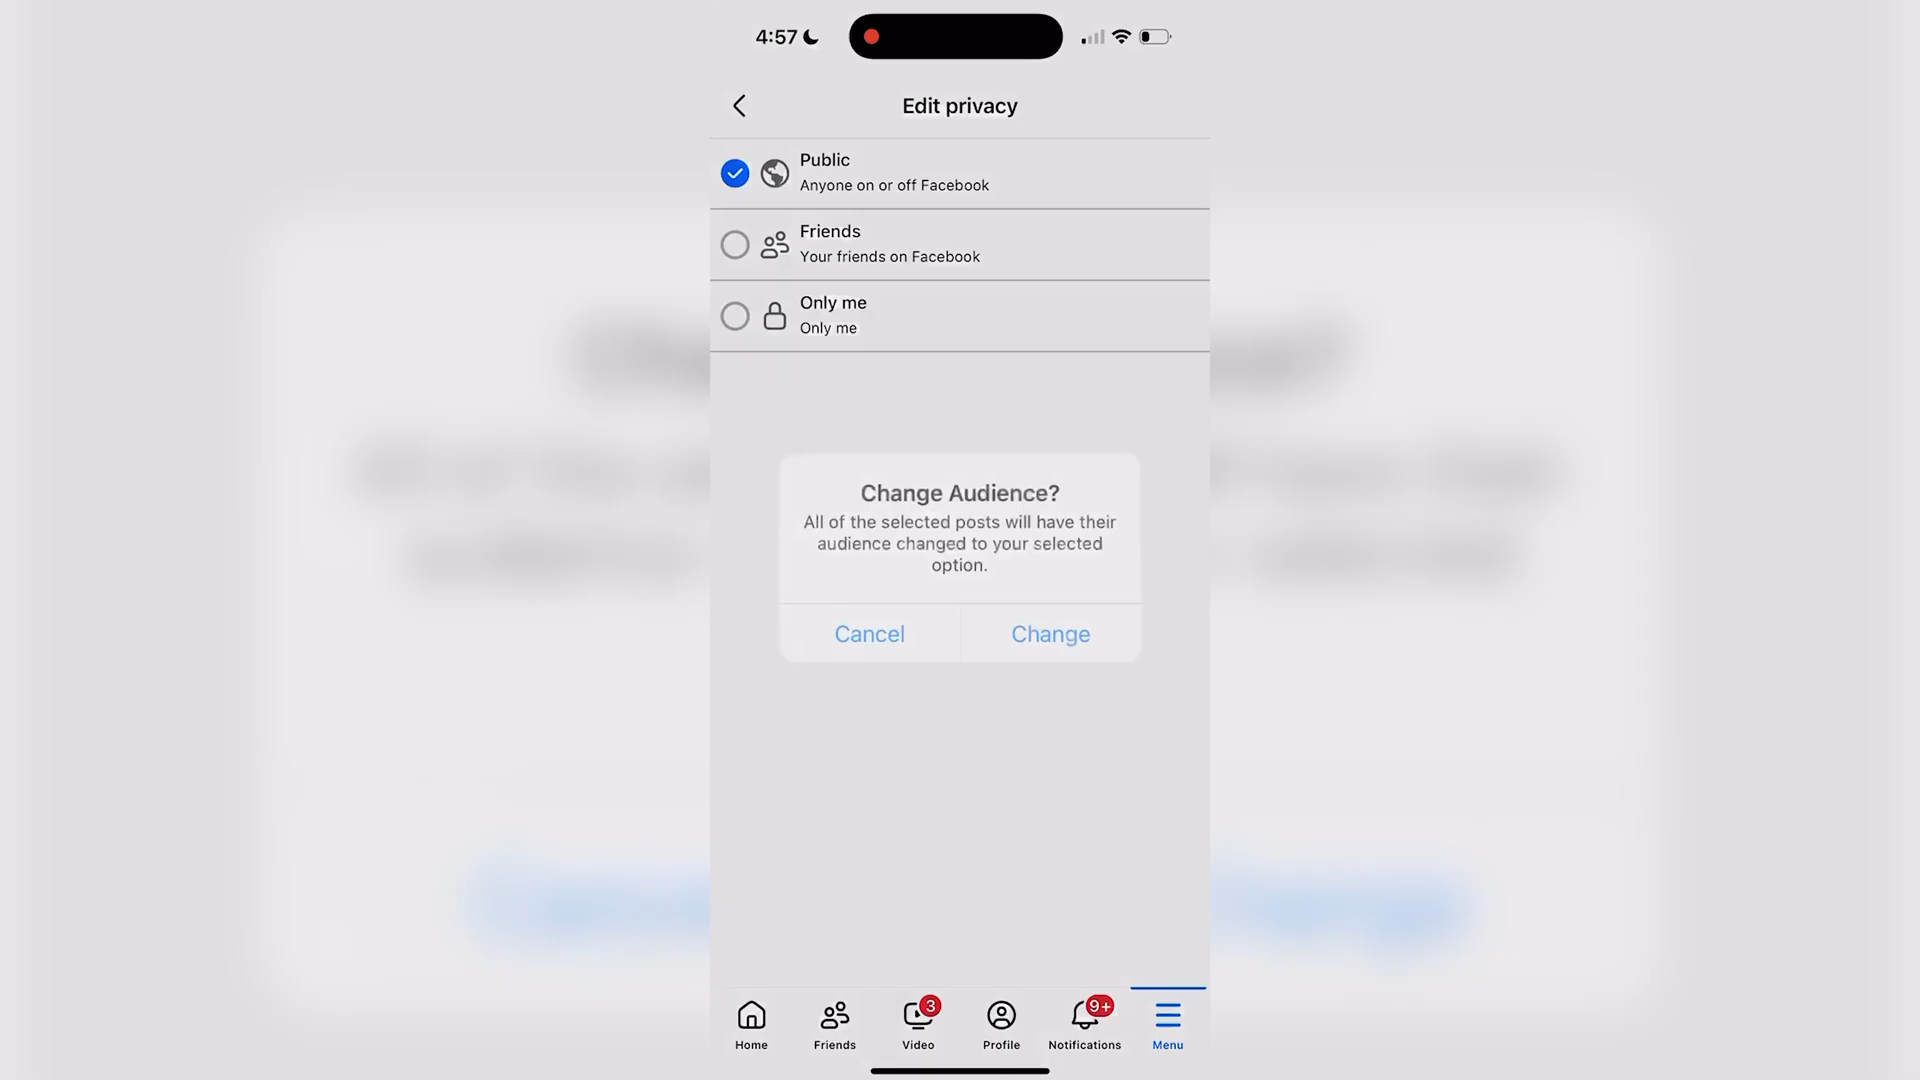 4:57
Edit privacy
Public
Anyone on or off Facebook
Friends
Your friends on Facebook
Only me
Only me
Change Audience?
All of the selected posts will have their
audience changed to your selected
option.
Cancel Change
3 9+
Home Friends Video Profile Notifications Menu